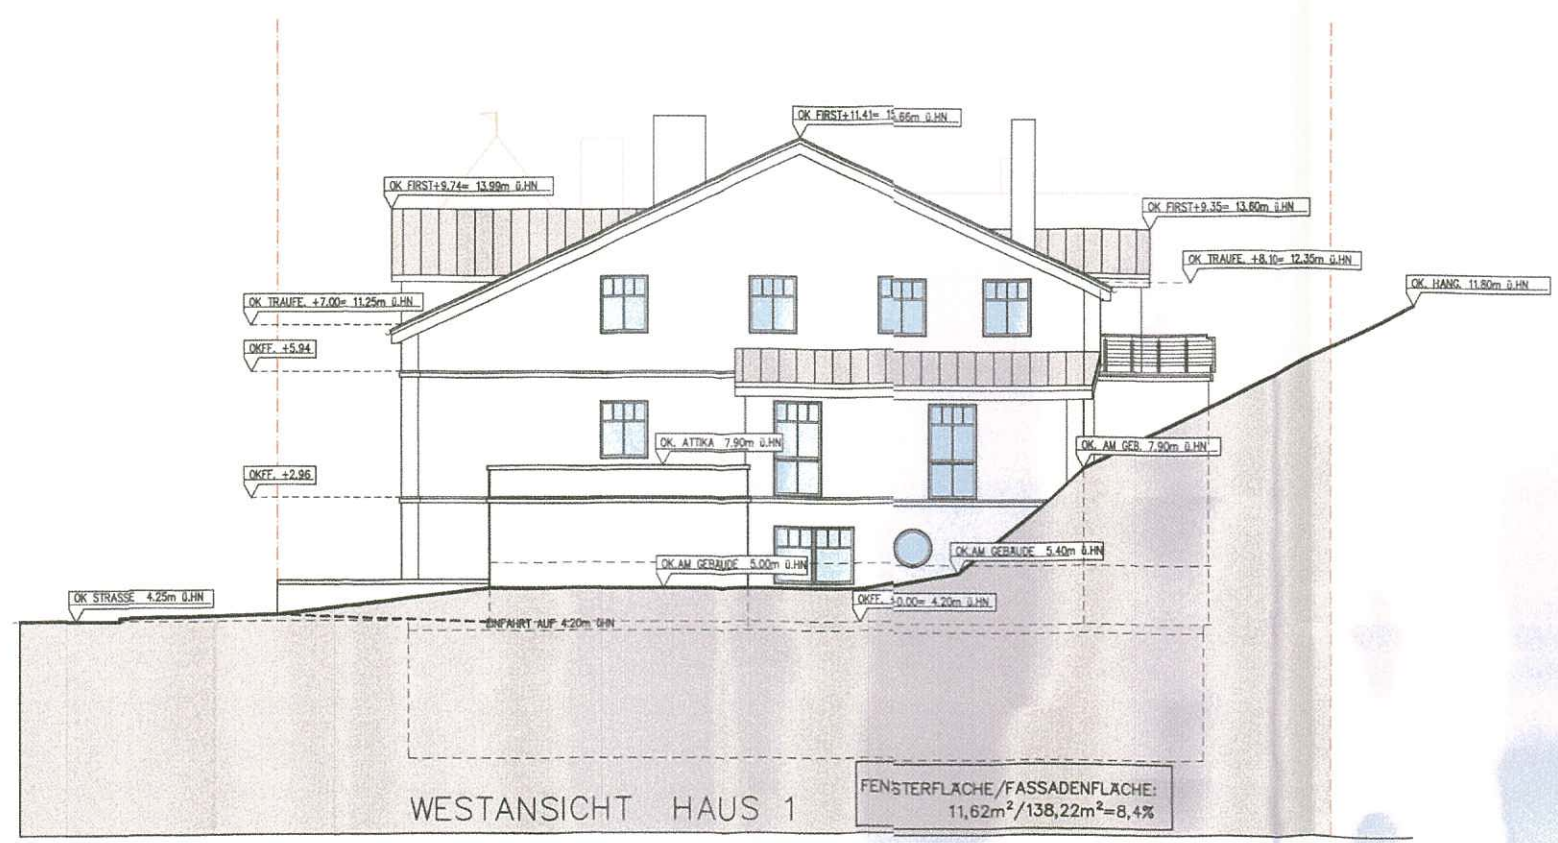 OK FIRST+11.41= 15.66m ü.HN
OK FIRST+9.74= 13.99m ü.HN
OK FIRST+9.35= 13.60m ü.HN
OK TRAUFE. +8.10= 12.35m ü.HN
OK. HANG. 11.80m ü.HN
OK TRAUFE. +7.00= 11.25m ü.HN
OKFF. +5.94
OK. ATTIKA 7.90m ü.HN
OK. AM GEB. 7.90m ü.HN
OKFF. +2.96
OK.AM GEBÄUDE 5.40m ü.HN
OK.AM GEBÄUDE 5.00m ü.HN
OK STRASSE 4.25m ü.HN
OKFF. ±0.00= 4.20m ü.HN
EINFAHRT AUF 4.20m üHN
FENSTERFLÄCHE/FASSADENFLÄCHE:
11,62m²/138,22m²=8,4%
WESTANSICHT HAUS 1